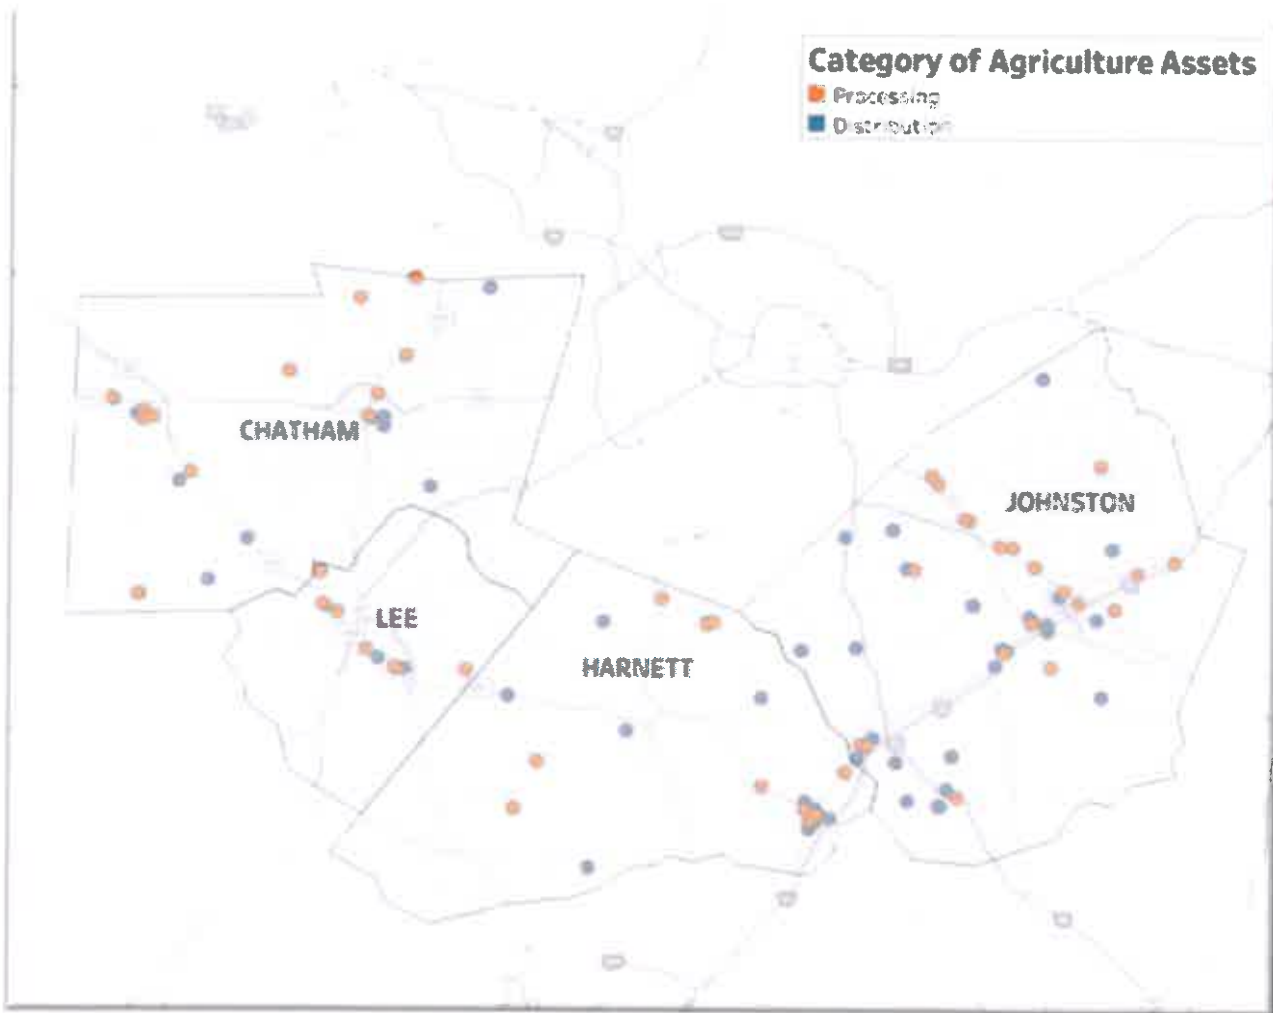 Category of Agriculture Assets
Processing
Distribution
CHATHAM
JOHNSTON
LEE
HARNETT